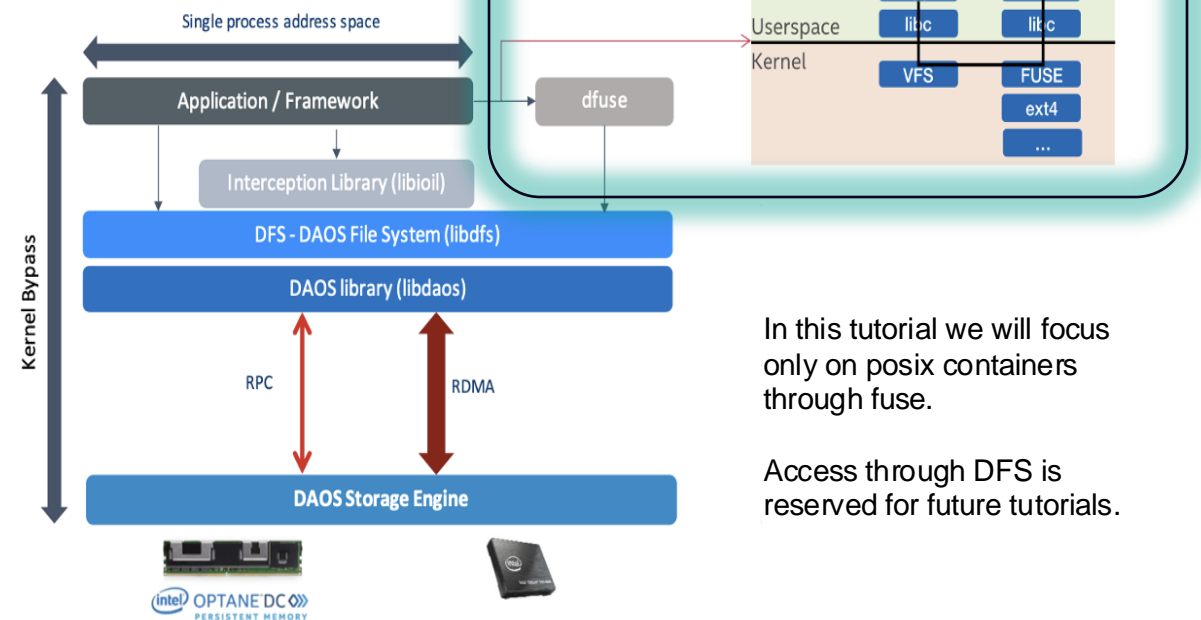 Single process address space
Userspace
libc
libc
Kernel
VFS
FUSE
ext4
...
Application / Framework
dfuse
Interception Library (libioil)
DFS - DAOS File System (libdfs)
DAOS library (libdaos)
Kernel Bypass
RPC
RDMA
DAOS Storage Engine
In this tutorial we will focus
only on posix containers
through fuse.
Access through DFS is
reserved for future tutorials.
(intel) OPTANE DC
PERSISTENT MEMORY
(intel)